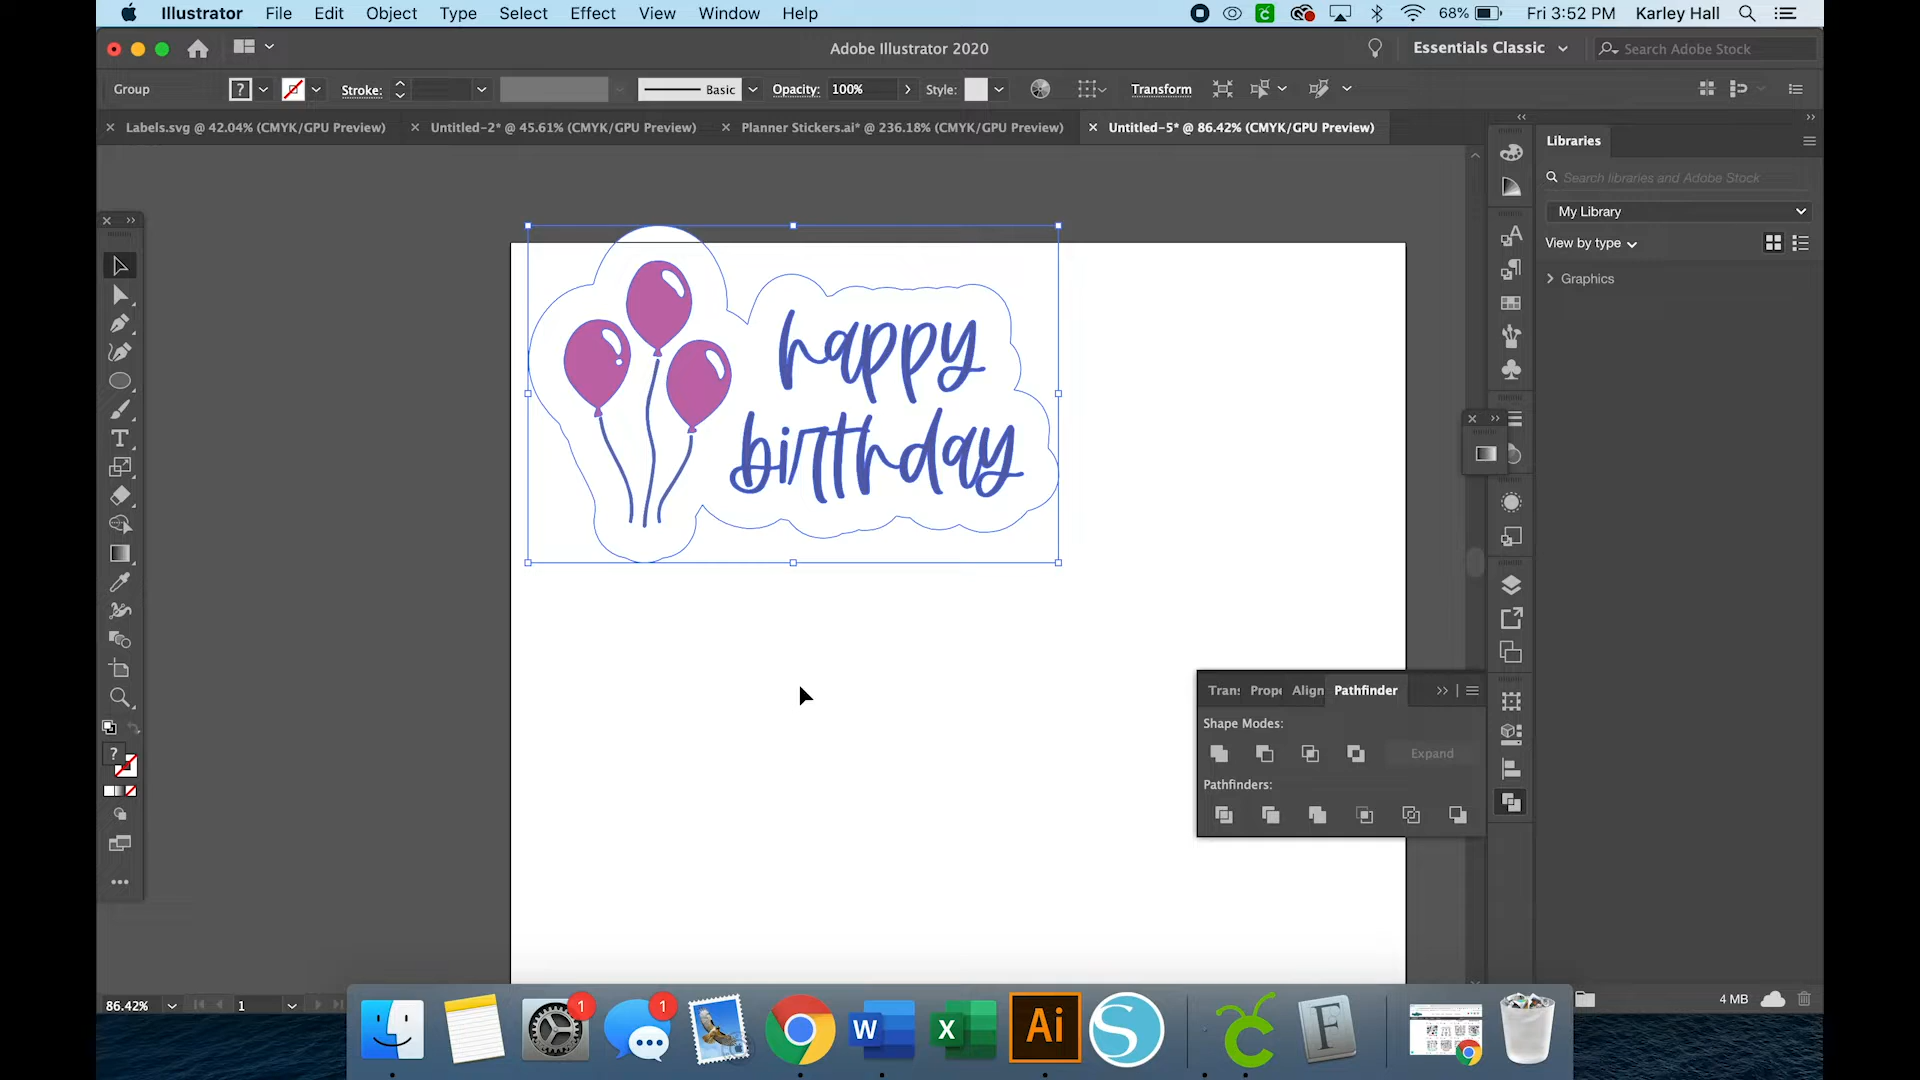 Illustrator File Edit Object Type Select Effect View Window Help 68% Fri 3:52 PM Karley Hall
Adobe Illustrator 2020 Essentials Classic Search Adobe Stock
Group ? Stroke: Basic Opacity: 100% Style: Transform
Labels.svg @ 42.04% (CMYK/GPU Preview) Untitled-2* @ 45.61% (CMYK/GPU Preview) Planner Stickers.ai* @ 236.18% (CMYK/GPU Preview) Untitled-5* @ 86.42% (CMYK/GPU Preview)
Libraries
Search libraries and Adobe Stock
My Library
View by type
Graphics
happy
birthday
Trans Prope Align Pathfinder
Shape Modes:
Expand
Pathfinders:
?
86.42% 1 4 MB
1 1 W X Ai S F